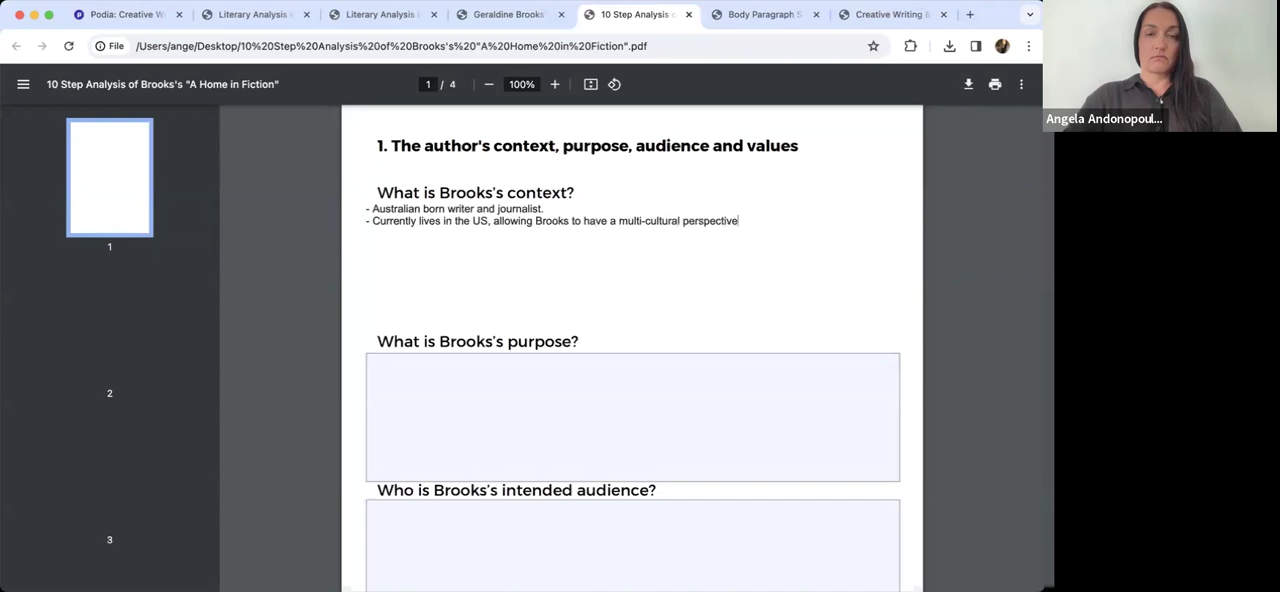 Podia: Creative W
Literary Analysis i
Literary Analysis i
Geraldine Brooks'
10 Step Analysis o
Body Paragraph S
Creative Writing &
File
/Users/ange/Desktop/10%20Step%20Analysis%20of%20Brooks's%20"A%20Home%20in%20Fiction".pdf
10 Step Analysis of Brooks's "A Home in Fiction"
1 / 4
100%
Angela Andonopoul...
1. The author's context, purpose, audience and values
What is Brooks's context?
- Australian born writer and journalist.
- Currently lives in the US, allowing Brooks to have a multi-cultural perspective
1
What is Brooks's purpose?
2
Who is Brooks's intended audience?
3